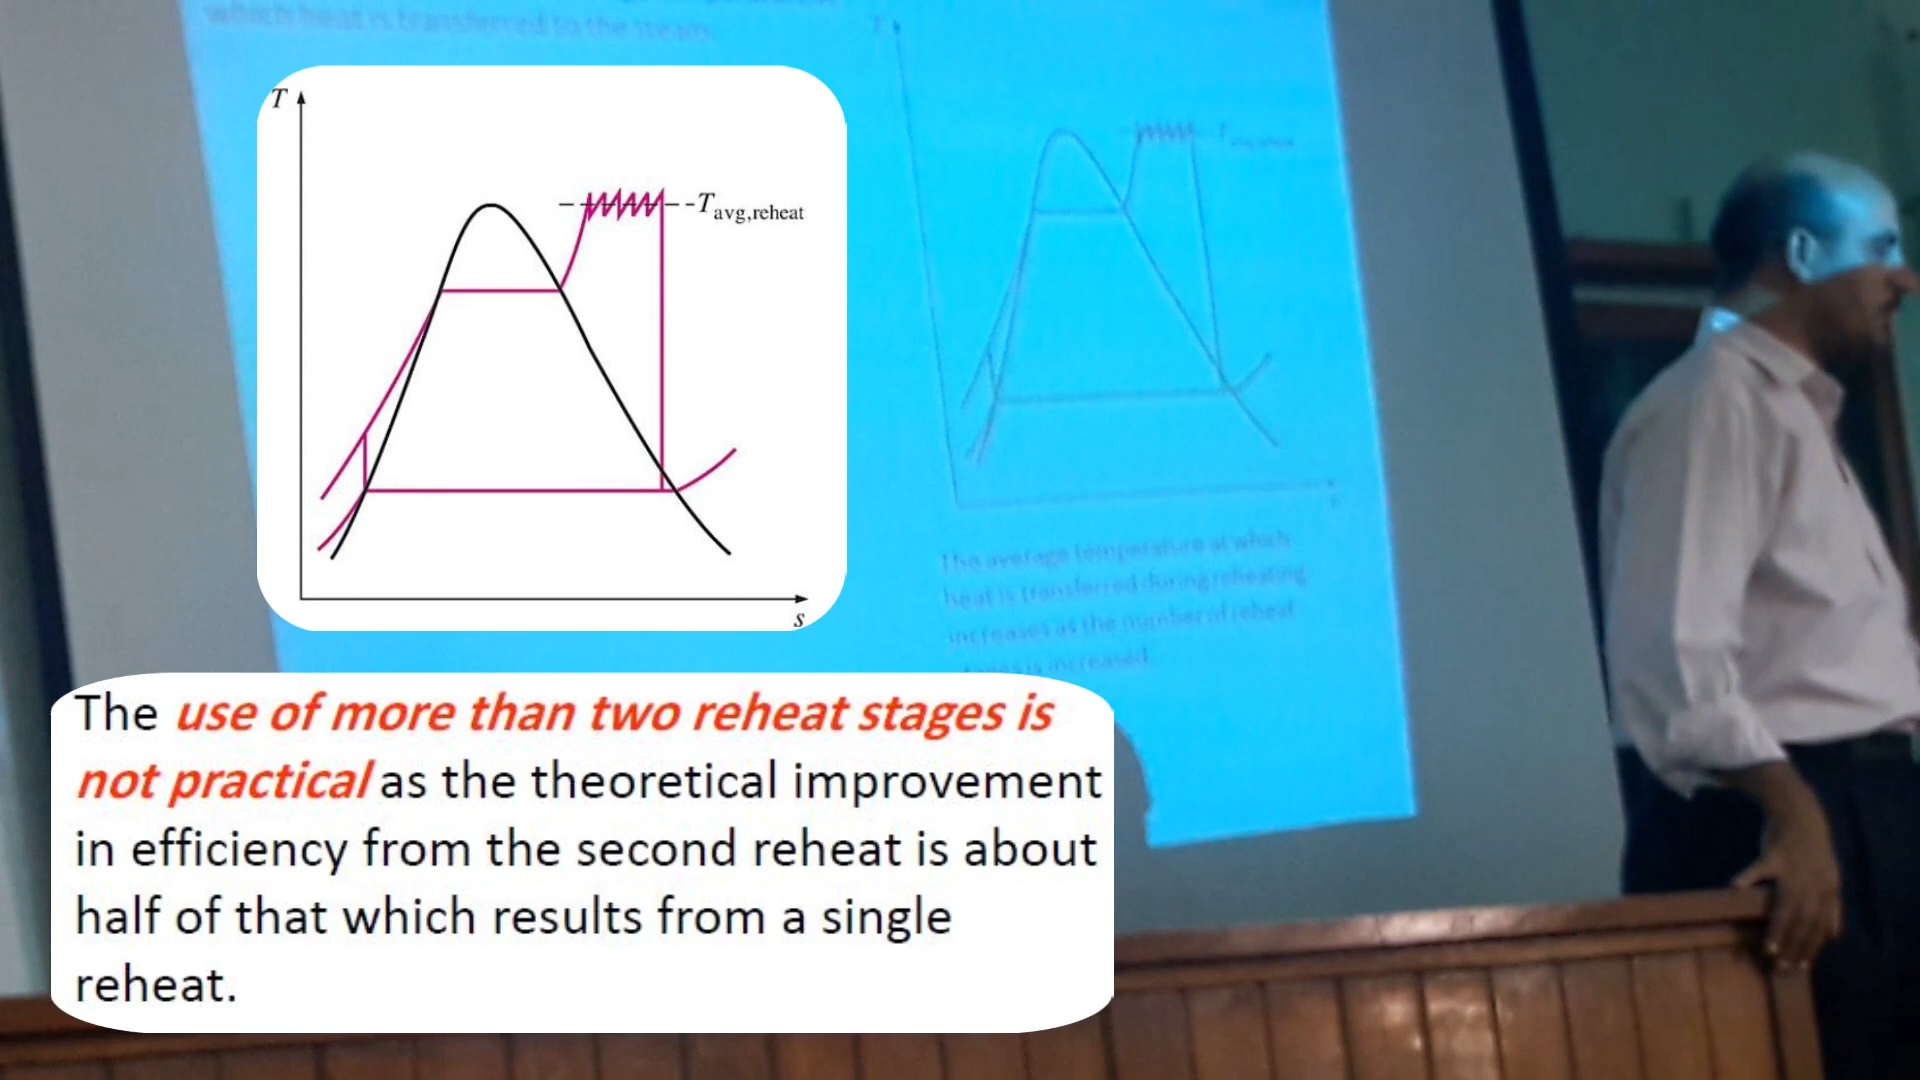 which heat is transferred to the steam.
T
T avg,reheat
s
The average temperature at which
heat is transferred during reheating
increases as the number of reheat
stages is increased.
The use of more than two reheat stages is
not practical as the theoretical improvement
in efficiency from the second reheat is about
half of that which results from a single
reheat.